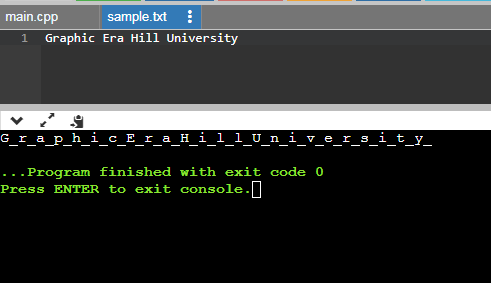 main.cpp
sample.txt
1 Graphic Era Hill University
G_r_a_p_h_i_c_E_r_a_H_i_l_l_U_n_i_v_e_r_s_i_t_y_
...Program finished with exit code 0
Press ENTER to exit console.